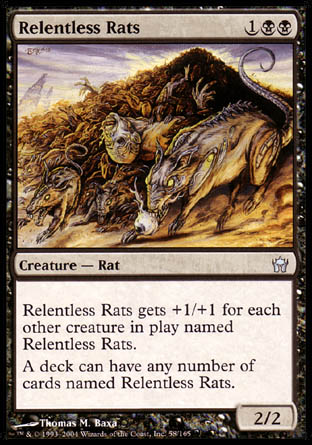 Relentless Rats 1
Creature — Rat
Relentless Rats gets +1/+1 for each
other creature in play named
Relentless Rats.
A deck can have any number of
cards named Relentless Rats.
Thomas M. Baxa
™ & © 1993–2004 Wizards of the Coast, Inc. 58/165
2/2